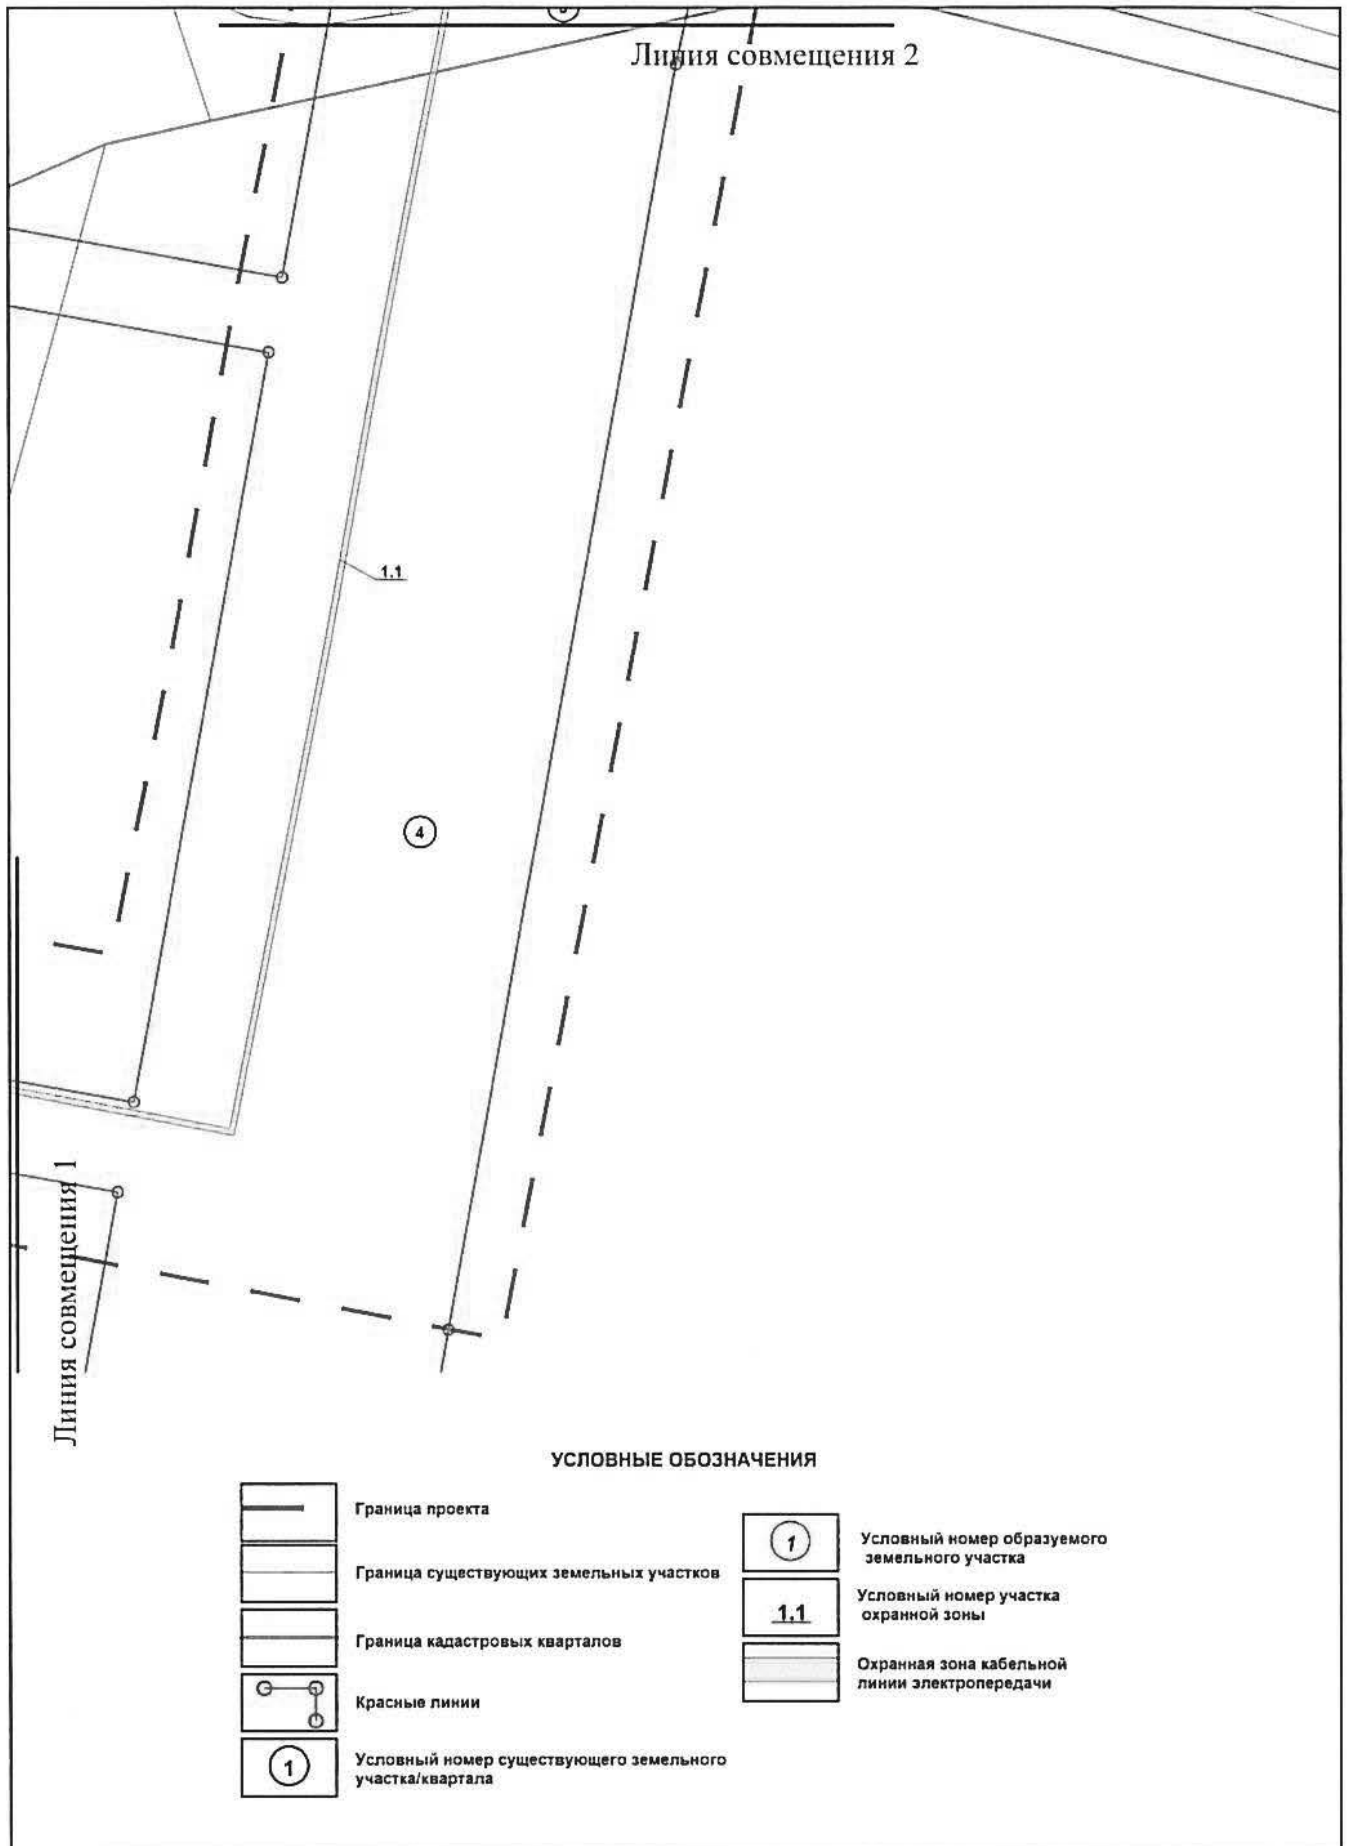 Линия совмещения 2
1.1
4
Линия совмещения 1
УСЛОВНЫЕ ОБОЗНАЧЕНИЯ
Граница проекта
Граница существующих земельных участков
Граница кадастровых кварталов
Красные линии
1
Условный номер существующего земельного
участка/квартала
1
Условный номер образуемого
земельного участка
1.1
Условный номер участка
охранной зоны
Охранная зона кабельной
линии электропередачи